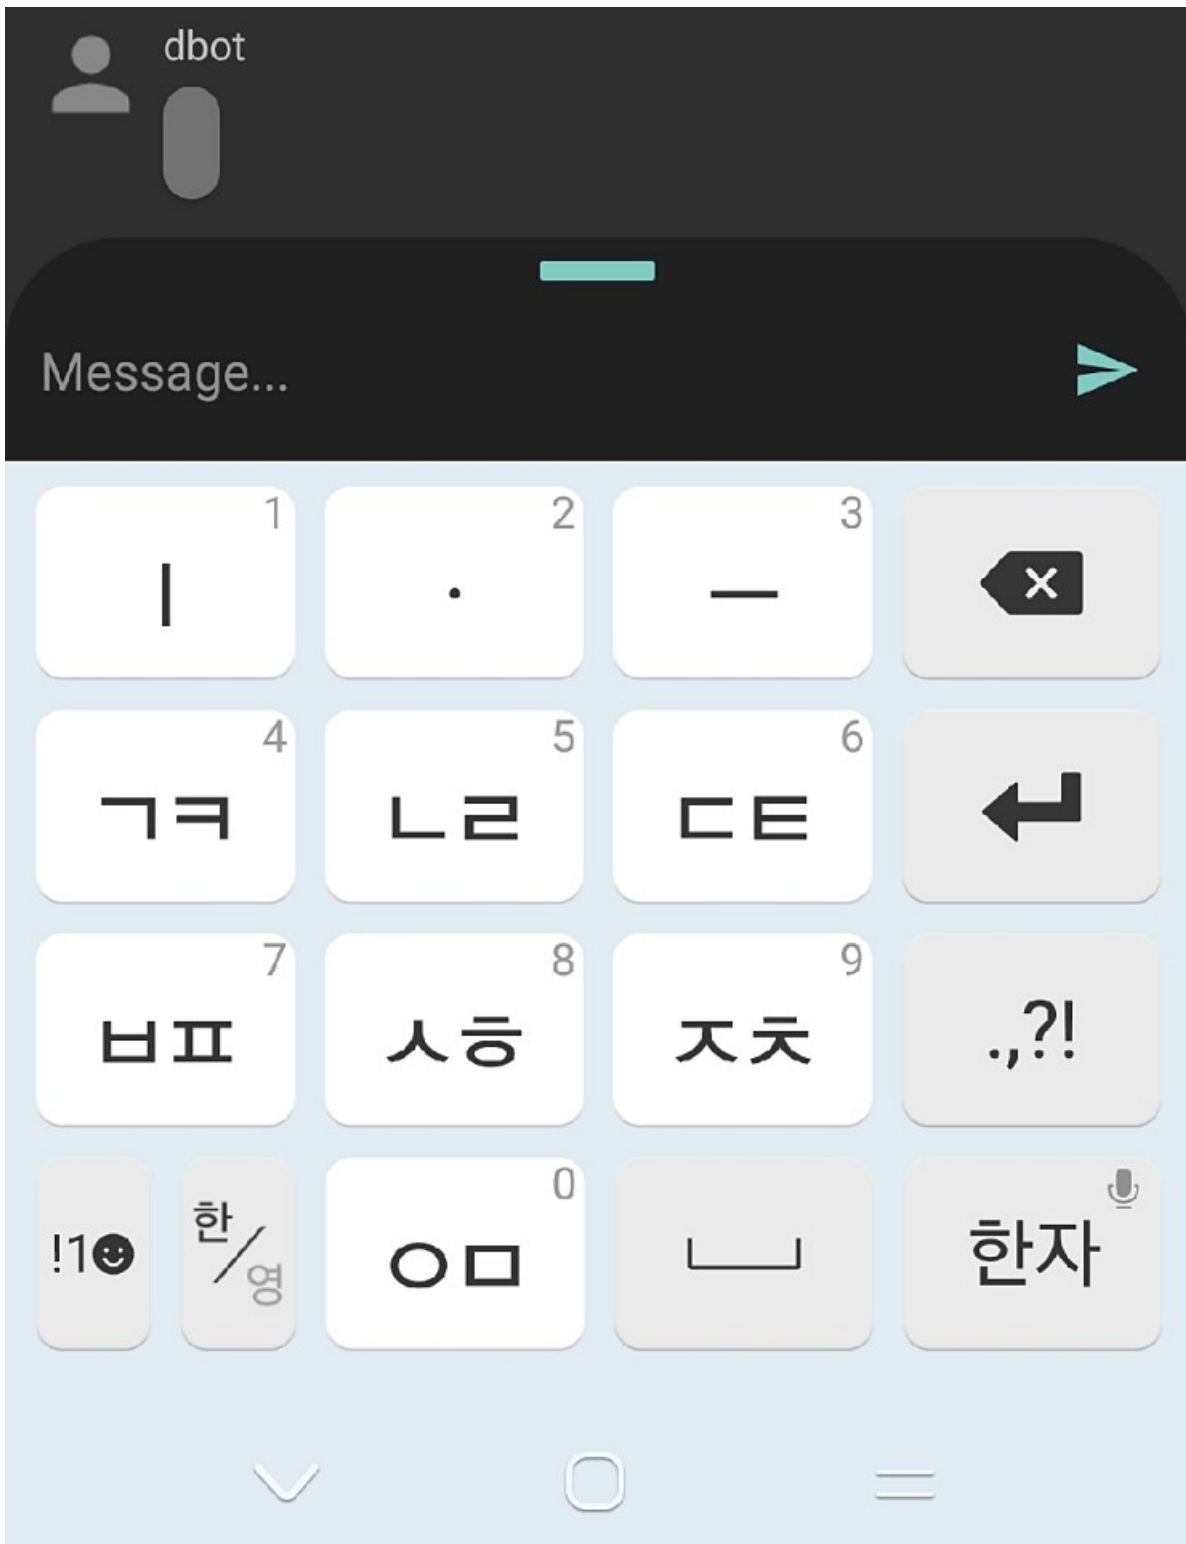 dbot
Message...
1 2 3
ㅣ · ㅡ
4 5 6
ㄱㅋ ㄴㄹ ㄷㅌ
7 8 9
ㅂㅍ ㅅㅎ ㅈㅊ .,?!
0
!1☻ 한/영 ㅇㅁ 한자